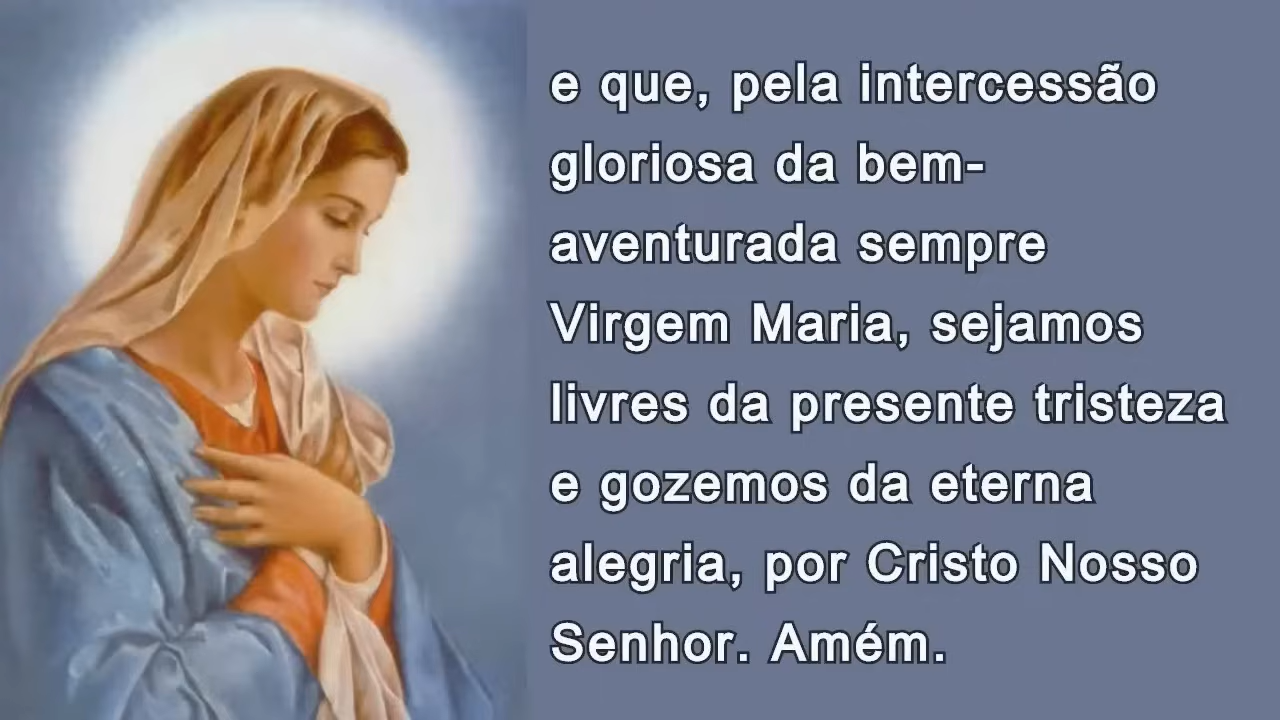 e que, pela intercessão
gloriosa da bem-
aventurada sempre
Virgem Maria, sejamos
livres da presente tristeza
e gozemos da eterna
alegria, por Cristo Nosso
Senhor. Amém.